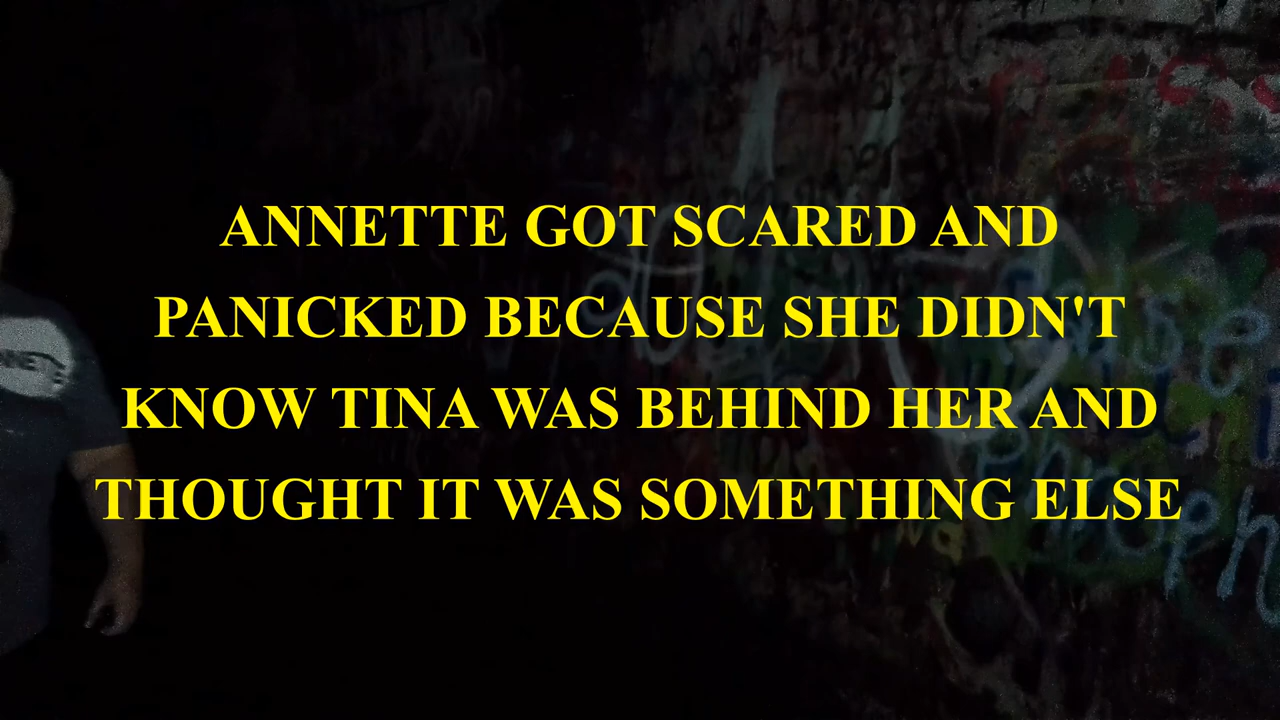 ANNETTE GOT SCARED AND
PANICKED BECAUSE SHE DIDN'T
KNOW TINA WAS BEHIND HER AND
THOUGHT IT WAS SOMETHING ELSE